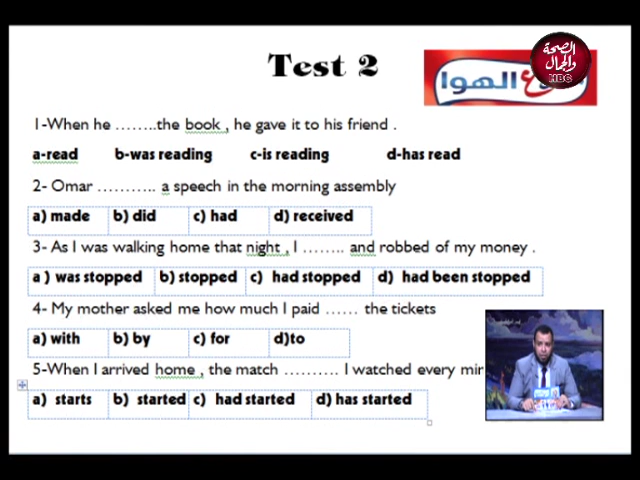 Test 2
الصحة
والجمال
HBC
ع الهوا
1-When he ........the book , he gave it to his friend .
a-read b-was reading c-is reading d-has read
2- Omar ........... a speech in the morning assembly
a) made b) did c) had d) received
3- As I was walking home that night , I ........ and robbed of my money .
a ) was stopped b) stopped c) had stopped d) had been stopped
4- My mother asked me how much I paid ...... the tickets
a) with b) by c) for d)to
5-When I arrived home , the match .......... I watched every
a) starts b) started c) had started d) has started